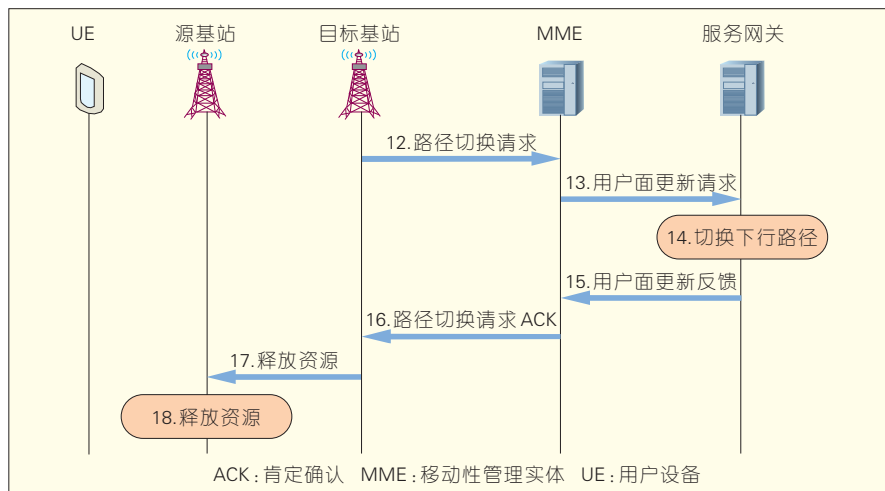 UE 源基站 目标基站 MME 服务网关
12.路径切换请求
13.用户面更新请求
14.切换下行路径
15.用户面更新反馈
16.路径切换请求 ACK
17.释放资源
18.释放资源
ACK:肯定确认 MME:移动性管理实体 UE:用户设备